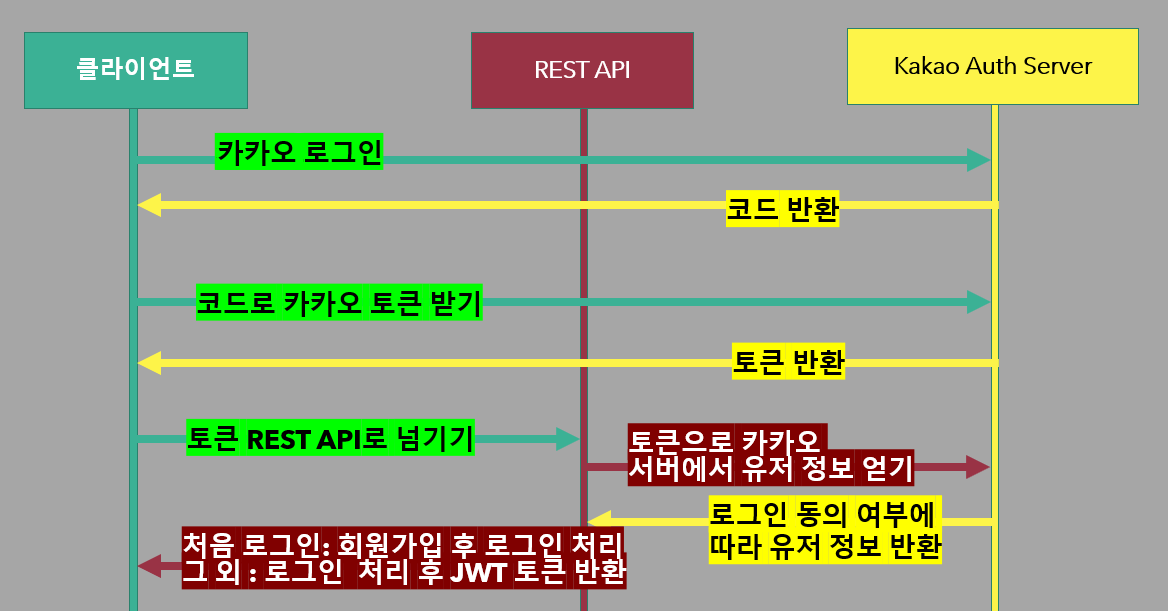 클라이언트
REST API
Kakao Auth Server
카카오 로그인
코드 반환
코드로 카카오 토큰 받기
토큰 반환
토큰 REST API로 넘기기
토큰으로 카카오
서버에서 유저 정보 얻기
로그인 동의 여부에
따라 유저 정보 반환
처음 로그인: 회원가입 후 로그인 처리
그 외 : 로그인 처리 후 JWT 토큰 반환